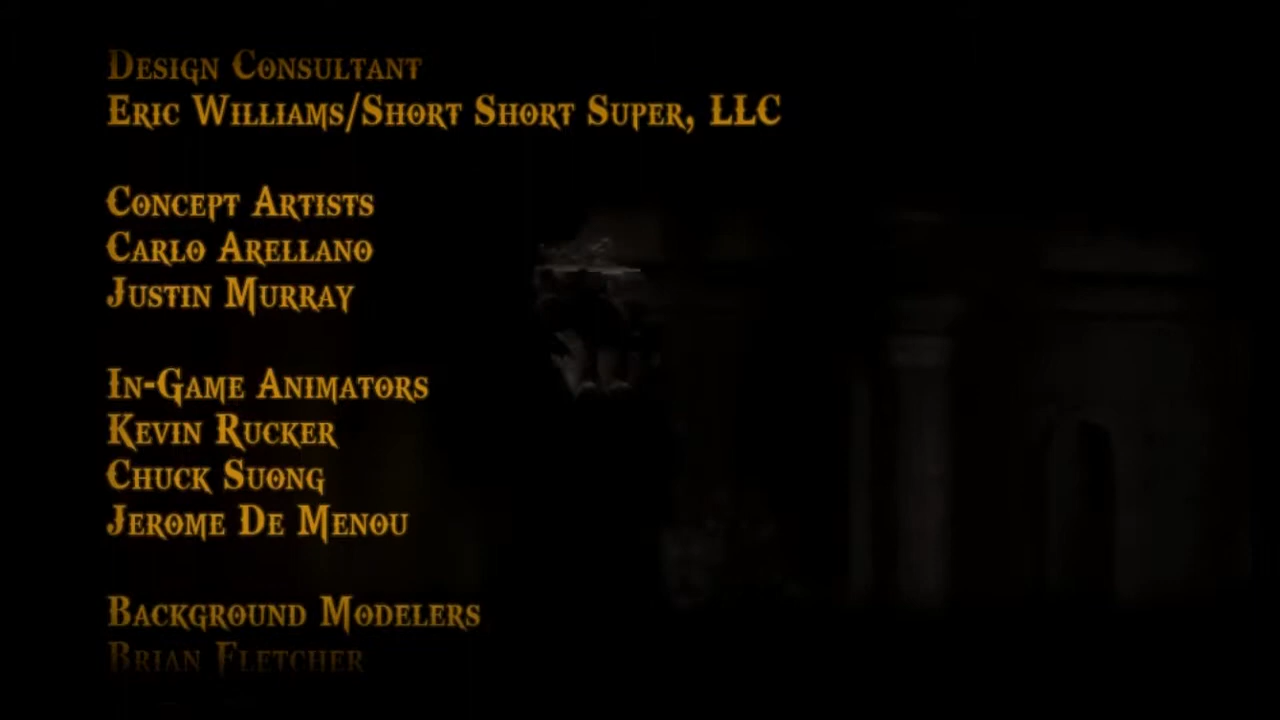 Design Consultant
Eric Williams/Short Short Super, LLC
Concept Artists
Carlo Arellano
Justin Murray
In-Game Animators
Kevin Rucker
Chuck Suong
Jerome De Menou
Background Modelers
Brian Fletcher